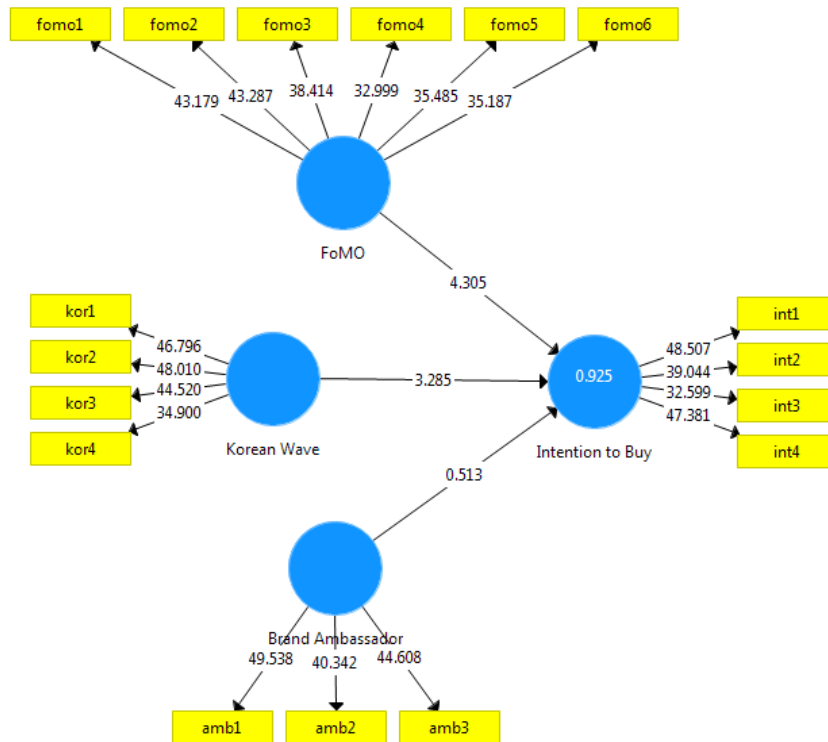 fomo1
fomo2
fomo3
fomo4
fomo5
fomo6
43.179
43.287
38.414
32.999
35.485
35.187
FoMO
4.305
kor1
kor2
kor3
kor4
46.796
48.010
44.520
34.900
Korean Wave
3.285
0.925
Intention to Buy
48.507
39.044
32.599
47.381
int1
int2
int3
int4
0.513
Brand Ambassador
49.538
40.342
44.608
amb1
amb2
amb3